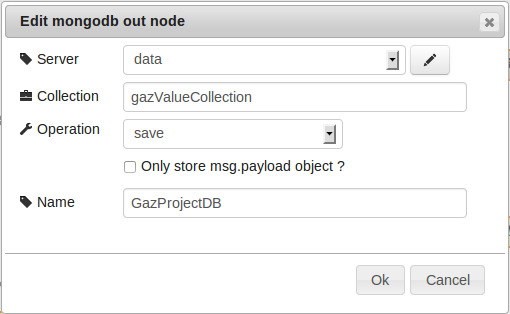 Edit mongodb out node
Server data
Collection gazValueCollection
Operation save
Only store msg.payload object ?
Name GazProjectDB
Ok Cancel